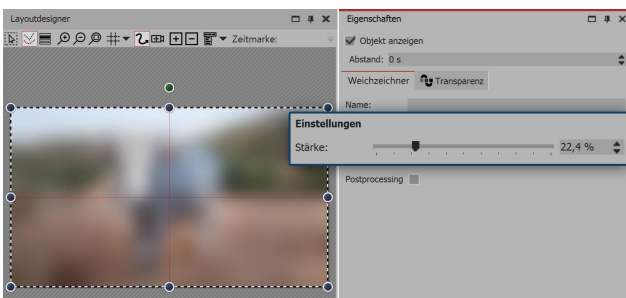 Layoutdesigner
Zeitmarke:
Eigenschaften
Objekt anzeigen
Abstand: 0 s
Weichzeichner
Transparenz
Name:
Einstellungen
Stärke:
22,4 %
Postprocessing